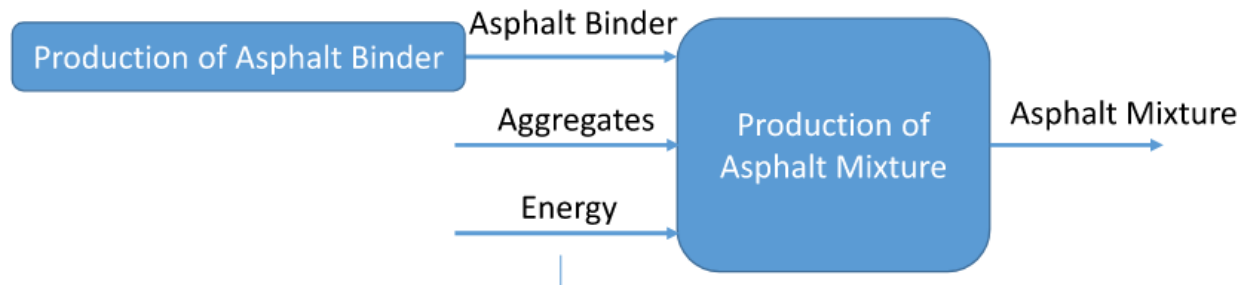 Asphalt Binder
Production of Asphalt Binder
Aggregates
Production of
Asphalt Mixture
Asphalt Mixture
Energy